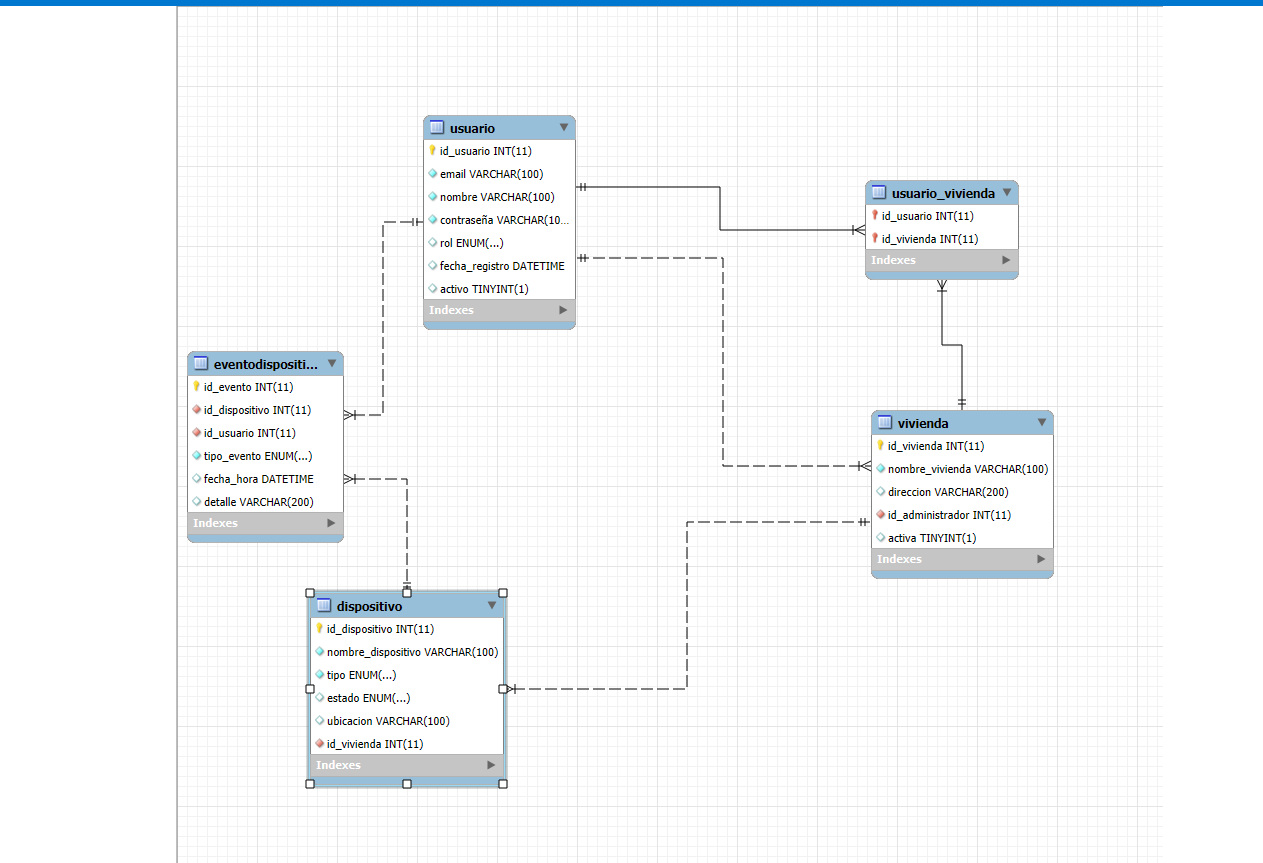 usuario
id_usuario INT(11)
email VARCHAR(100)
nombre VARCHAR(100)
contraseña VARCHAR(10...
rol ENUM(...)
fecha_registro DATETIME
activo TINYINT(1)
Indexes
usuario_vivienda
id_usuario INT(11)
id_vivienda INT(11)
Indexes
eventodispositi...
id_evento INT(11)
id_dispositivo INT(11)
id_usuario INT(11)
tipo_evento ENUM(...)
fecha_hora DATETIME
detalle VARCHAR(200)
Indexes
vivienda
id_vivienda INT(11)
nombre_vivienda VARCHAR(100)
direccion VARCHAR(200)
id_administrador INT(11)
activa TINYINT(1)
Indexes
dispositivo
id_dispositivo INT(11)
nombre_dispositivo VARCHAR(100)
tipo ENUM(...)
estado ENUM(...)
ubicacion VARCHAR(100)
id_vivienda INT(11)
Indexes